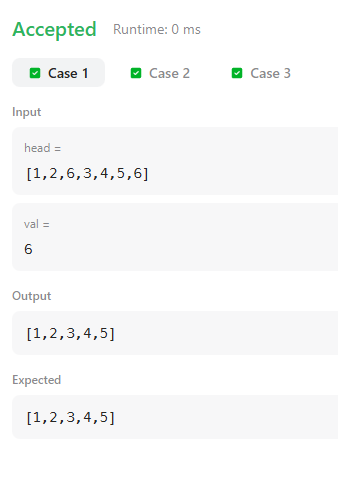 Accepted Runtime: 0 ms
Case 1 Case 2 Case 3
Input
head =
[1,2,6,3,4,5,6]
val =
6
Output
[1,2,3,4,5]
Expected
[1,2,3,4,5]